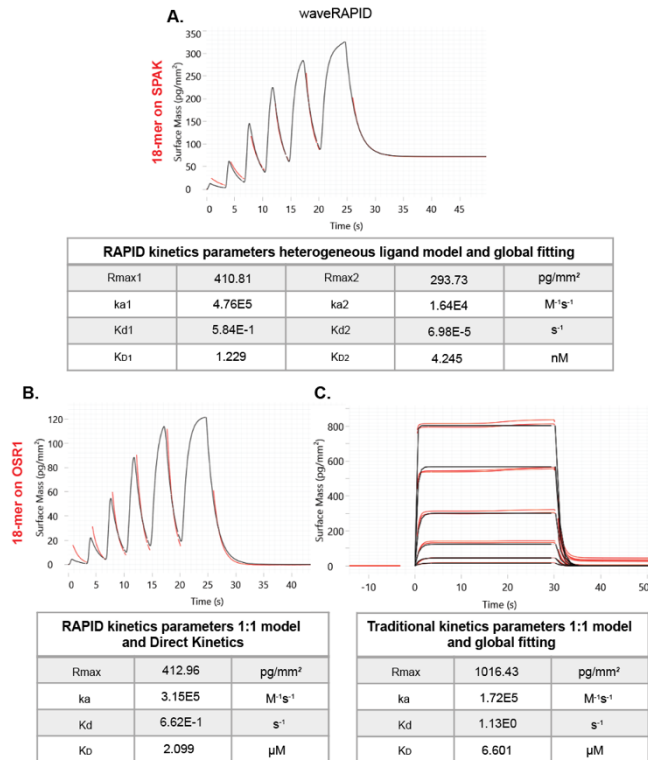 waveRAPID
A.
18-mer on SPAK
Surface Mass (pg/mm²)
350
300
250
200
150
100
50
0
0 5 10 15 20 25 30 35 40 45
Time (s)
RAPID kinetics parameters heterogeneous ligand model and global fitting
Rmax1 410.81 Rmax2 293.73 pg/mm²
ka1 4.76E5 ka2 1.64E4 M⁻¹s⁻¹
Kd1 5.84E-1 Kd2 6.98E-5 s⁻¹
KD1 1.229 KD2 4.245 nM
B.
18-mer on OSR1
Surface Mass (pg/mm²)
120
100
80
60
40
20
0
0 5 10 15 20 25 30 35 40
Time (s)
RAPID kinetics parameters 1:1 model
and Direct Kinetics
Rmax 412.96 pg/mm²
ka 3.15E5 M⁻¹s⁻¹
Kd 6.62E-1 s⁻¹
KD 2.099 µM
C.
Surface Mass (pg/mm²)
800
600
400
200
0
-10 0 10 20 30 40 50
Time (s)
Traditional kinetics parameters 1:1 model
and global fitting
Rmax 1016.43 pg/mm²
ka 1.72E5 M⁻¹s⁻¹
Kd 1.13E0 s⁻¹
KD 6.601 µM